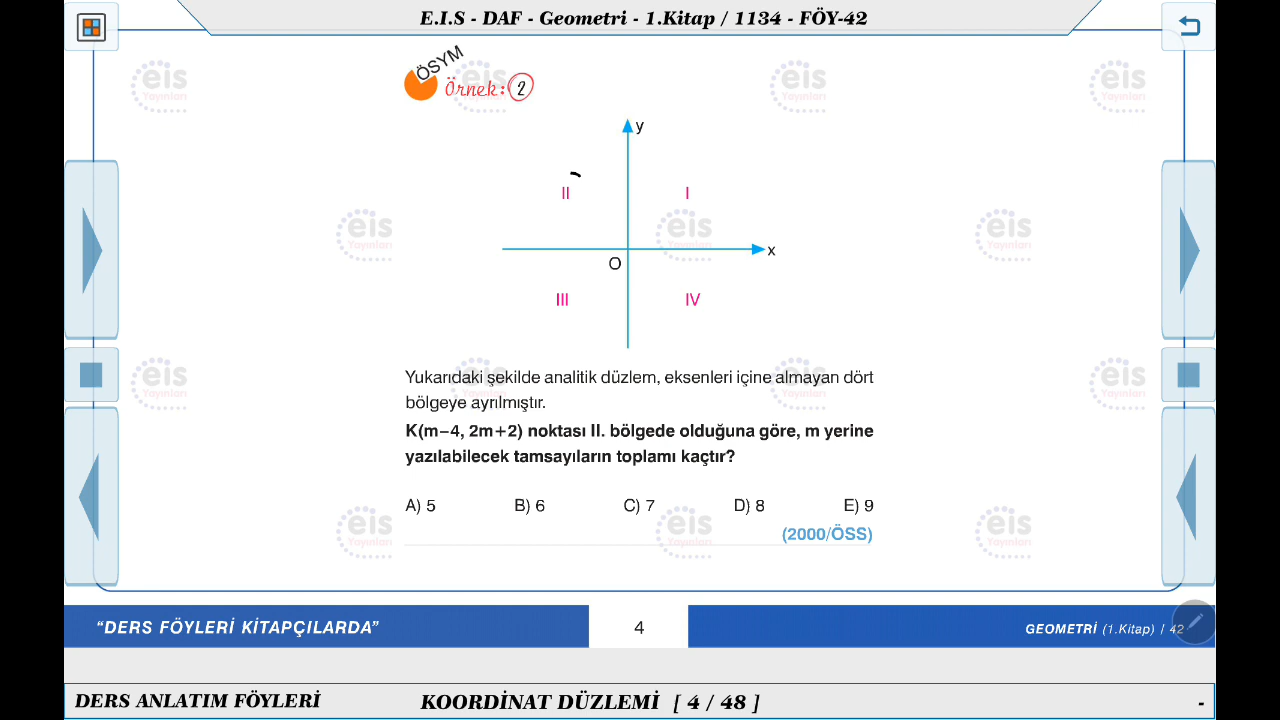 E.I.S - DAF - Geometri - 1.Kitap / 1134 - FÖY-42
ÖSYM
Örnek: 2
y
II
I
x
O
III
IV
Yukarıdaki şekilde analitik düzlem, eksenleri içine almayan dört
bölgeye ayrılmıştır.
K(m−4, 2m+2) noktası II. bölgede olduğuna göre, m yerine
yazılabilecek tamsayıların toplamı kaçtır?
A) 5 B) 6 C) 7 D) 8 E) 9
(2000/ÖSS)
eis Yayınları
“DERS FÖYLERİ KİTAPÇILARDA”
4
GEOMETRİ (1.Kitap) / 42
DERS ANLATIM FÖYLERİ KOORDİNAT DÜZLEMİ [ 4 / 48 ] -